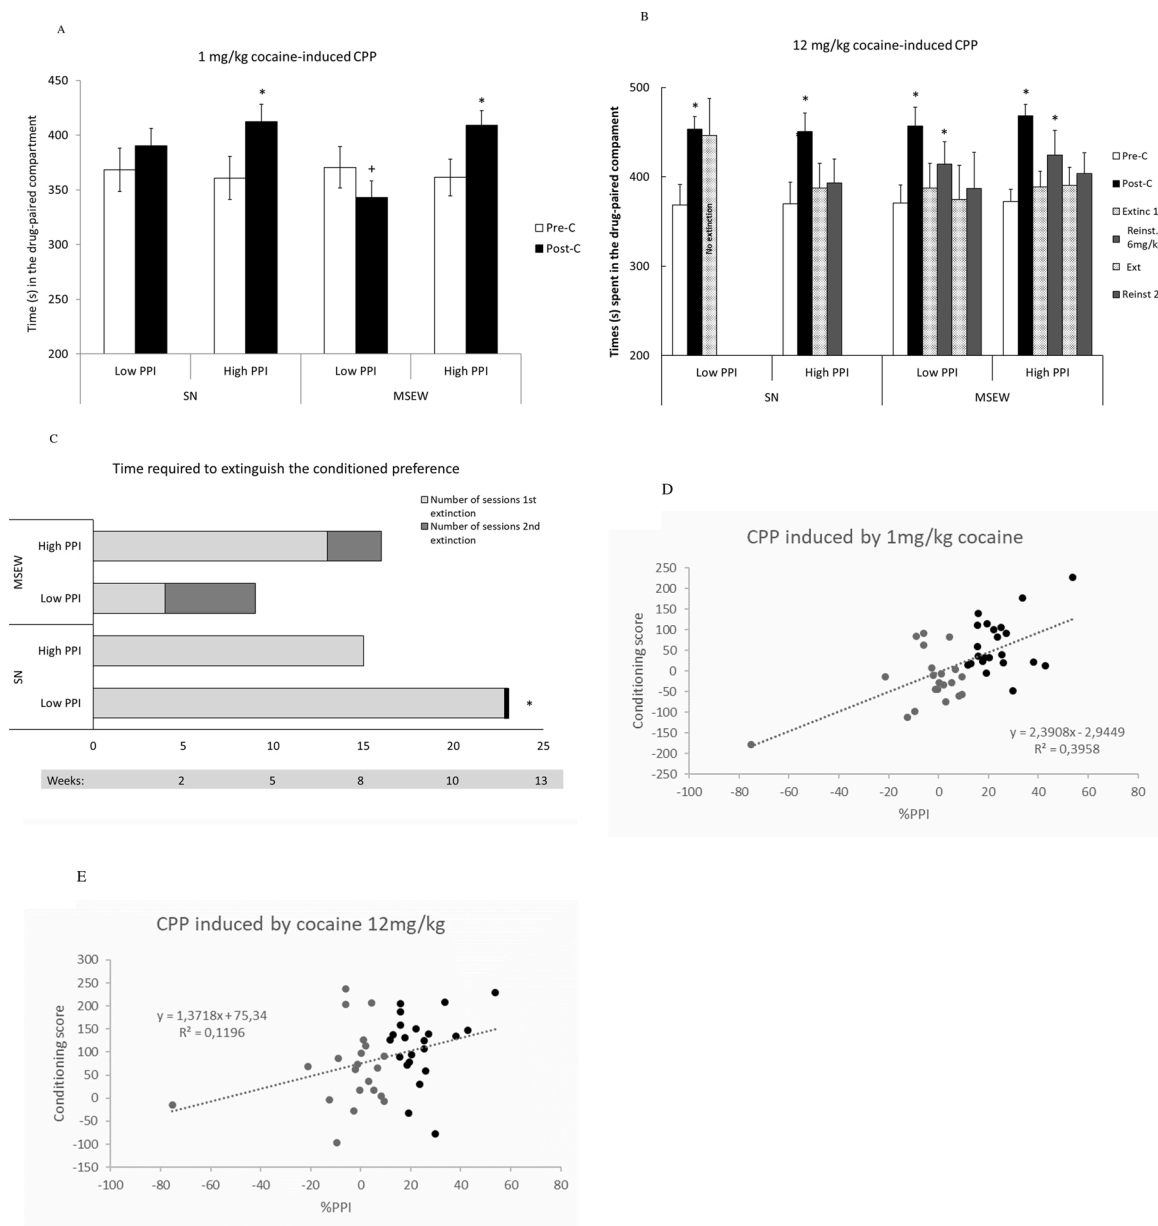 A
1 mg/kg cocaine-induced CPP
Time (s) in the drug-paired compartment
450
400
350
300
250
200
*
+
*
Pre-C
Post-C
Low PPI
High PPI
Low PPI
High PPI
SN
MSEW
B
12 mg/kg cocaine-induced CPP
Times (s) spent in the drug-paired compament
500
400
300
200
*
*
*
*
*
*
No extinction
Pre-C
Post-C
Extinc 1
Reinst.
6mg/kg
Ext
Reinst 2
Low PPI
High PPI
Low PPI
High PPI
SN
MSEW
C
Time required to extinguish the conditioned preference
Number of sessions 1st
extinction
Number of sessions 2nd
extinction
MSEW
High PPI
Low PPI
SN
High PPI
Low PPI
*
0
5
10
15
20
25
Weeks:
2
5
8
10
13
D
CPP induced by 1mg/kg cocaine
Conditioning score
250
200
150
100
50
0
-50
-100
-150
-200
-250
y = 2,3908x - 2,9449
R² = 0,3958
-100
-80
-60
-40
-20
0
20
40
60
80
%PPI
E
CPP induced by cocaine 12mg/kg
Conditioning score
300
250
200
150
100
50
0
-50
-100
-150
y = 1,3718x + 75,34
R² = 0,1196
-100
-80
-60
-40
-20
0
20
40
60
80
%PPI